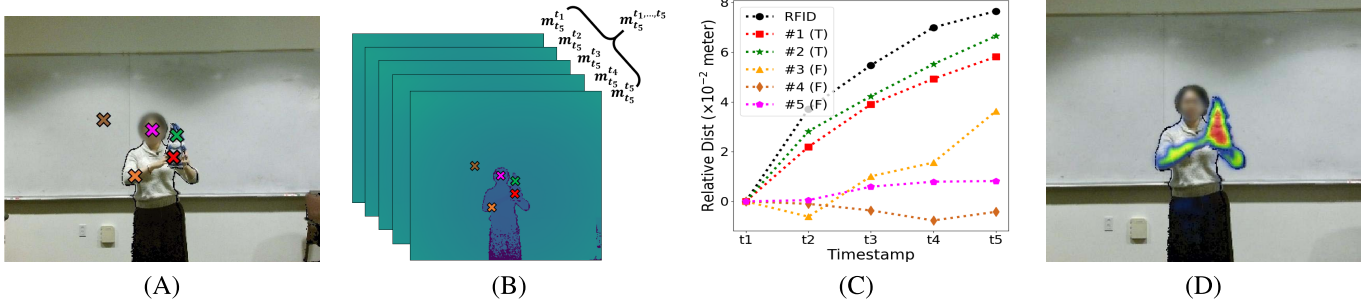 m_{t_5}^{t_1}
m_{t_5}^{t_2}
m_{t_5}^{t_3}
m_{t_5}^{t_4}
m_{t_5}^{t_5}
m_{t_5}^{t_1,...,t_5}
8
6
4
2
0
Relative Dist (×10⁻² meter)
RFID
#1 (T)
#2 (T)
#3 (F)
#4 (F)
#5 (F)
t1 t2 t3 t4 t5
Timestamp
(A) (B) (C) (D)